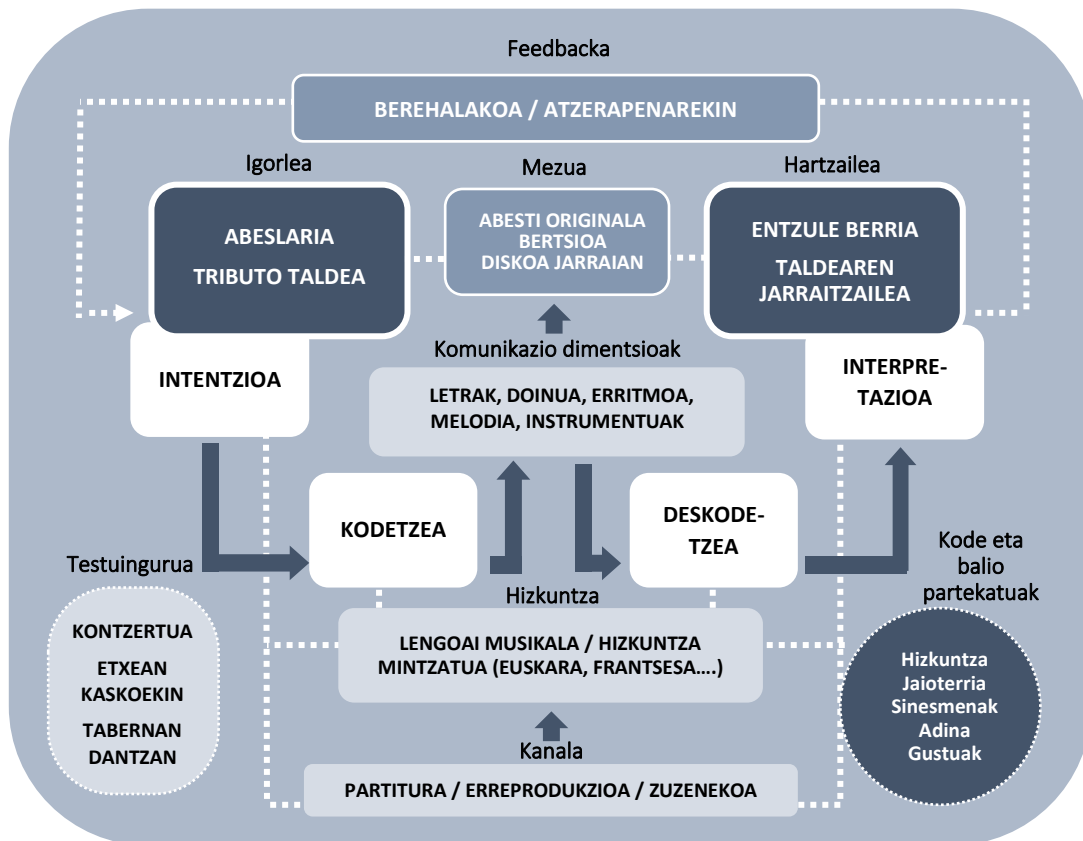 Feedbacka
BEREHALAKOA / ATZERAPENAREKIN
Igorlea
Mezua
Hartzailea
ABESLARIA
TRIBUTO TALDEA
ABESTI ORIGINALA
BERTSIOA
DISKOA JARRAIAN
ENTZULE BERRIA
TALDEAREN
JARRAITZAILEA
INTENTZIOA
Komunikazio dimentsioak
LETRAK, DOINUA, ERRITMOA,
MELODIA, INSTRUMENTUAK
INTERPRE-
TAZIOA
KODETZEA
DESKODE-
TZEA
Testuingurua
KONTZERTUA
ETXEAN
KASKOEKIN
TABERNAN
DANTZAN
Hizkuntza
LENGOAI MUSIKALA / HIZKUNTZA
MINTZATUA (EUSKARA, FRANTSESA....)
Kanala
PARTITURA / ERREPRODUKZIOA / ZUZENEKOA
Kode eta
balio
partekatuak
Hizkuntza
Jaioterria
Sinesmenak
Adina
Gustuak